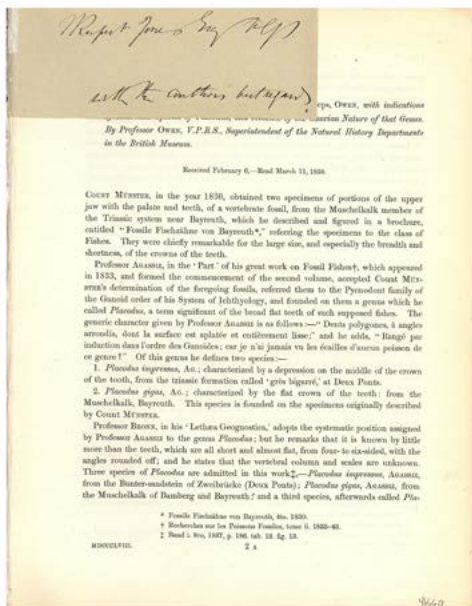 Rupert Jones Esq
with the authors best regards
eps, OWEN, with indications
Saurian Nature of that Genus.
By Professor OWEN, V.P.R.S., Superintendent of the Natural History Departments
in the British Museum.
Received February 6,—Read March 11, 1858.
COUNT MÜNSTER, in the year 1830, obtained two specimens of portions of the upper
jaw with the palate and teeth, of a vertebrate fossil, from the Muschelkalk member of
the Triassic system near Bayreuth, which he described and figured in a brochure,
entitled “Fossile Fischzähne von Bayreuth*,” referring the specimens to the class of
Fishes. They were chiefly remarkable for the large size, and especially the breadth and
shortness, of the crowns of the teeth.
Professor AGASSIZ, in the ‘Part’ of his great work on Fossil Fishes†, which appeared
in 1833, and formed the commencement of the second volume, accepted Count MÜN-
STER’s determination of the foregoing fossils, referred them to the Pycnodont family of
the Ganoid order of his System of Ichthyology, and founded on them a genus which he
called Placodus, a term significant of the broad flat teeth of such supposed fishes. The
generic character given by Professor AGASSIZ is as follows:—“Dents polygones, à angles
arrondis, dont la surface est aplatie et entièrement lisse;” and he adds, “Rangé par
induction dans l’ordre des Ganoides; car je n’ai jamais vu les écailles d’aucun poisson de
ce genre!” Of this genus he defines two species:—
1. Placodus impressus, AG.; characterized by a depression on the middle of the crown
of the tooth, from the triassic formation called ‘grès bigarré,’ at Deux Ponts.
2. Placodus gigas, AG.; characterized by the flat crown of the teeth: from the
Muschelkalk, Bayreuth. This species is founded on the specimens originally described
by Count MÜNSTER.
Professor BRONN, in his ‘Lethæa Geognostica,’ adopts the systematic position assigned
by Professor AGASSIZ to the genus Placodus; but he remarks that it is known by little
more than the teeth, which are all short and almost flat, from four- to six-sided, with the
angles rounded off; and he states that the vertebral column and scales are unknown.
Three species of Placodus are admitted in this work‡,—Placodus impressus, AGASSIZ,
from the Bunter-sandstein of Zweibrücke (Deux Ponts); Placodus gigas, AGASSIZ, from
the Muschelkalk of Bamberg and Bayreuth; and a third species, afterwards called Pla-
* Fossile Fischzähne von Bayreuth, 4to. 1830.
† Recherches sur les Poissons Fossiles, tome ii. 1833–43.
‡ Band i. 8vo, 1837, p. 186. tab. 13. fig. 13.
MDCCCLVIII. 2 A